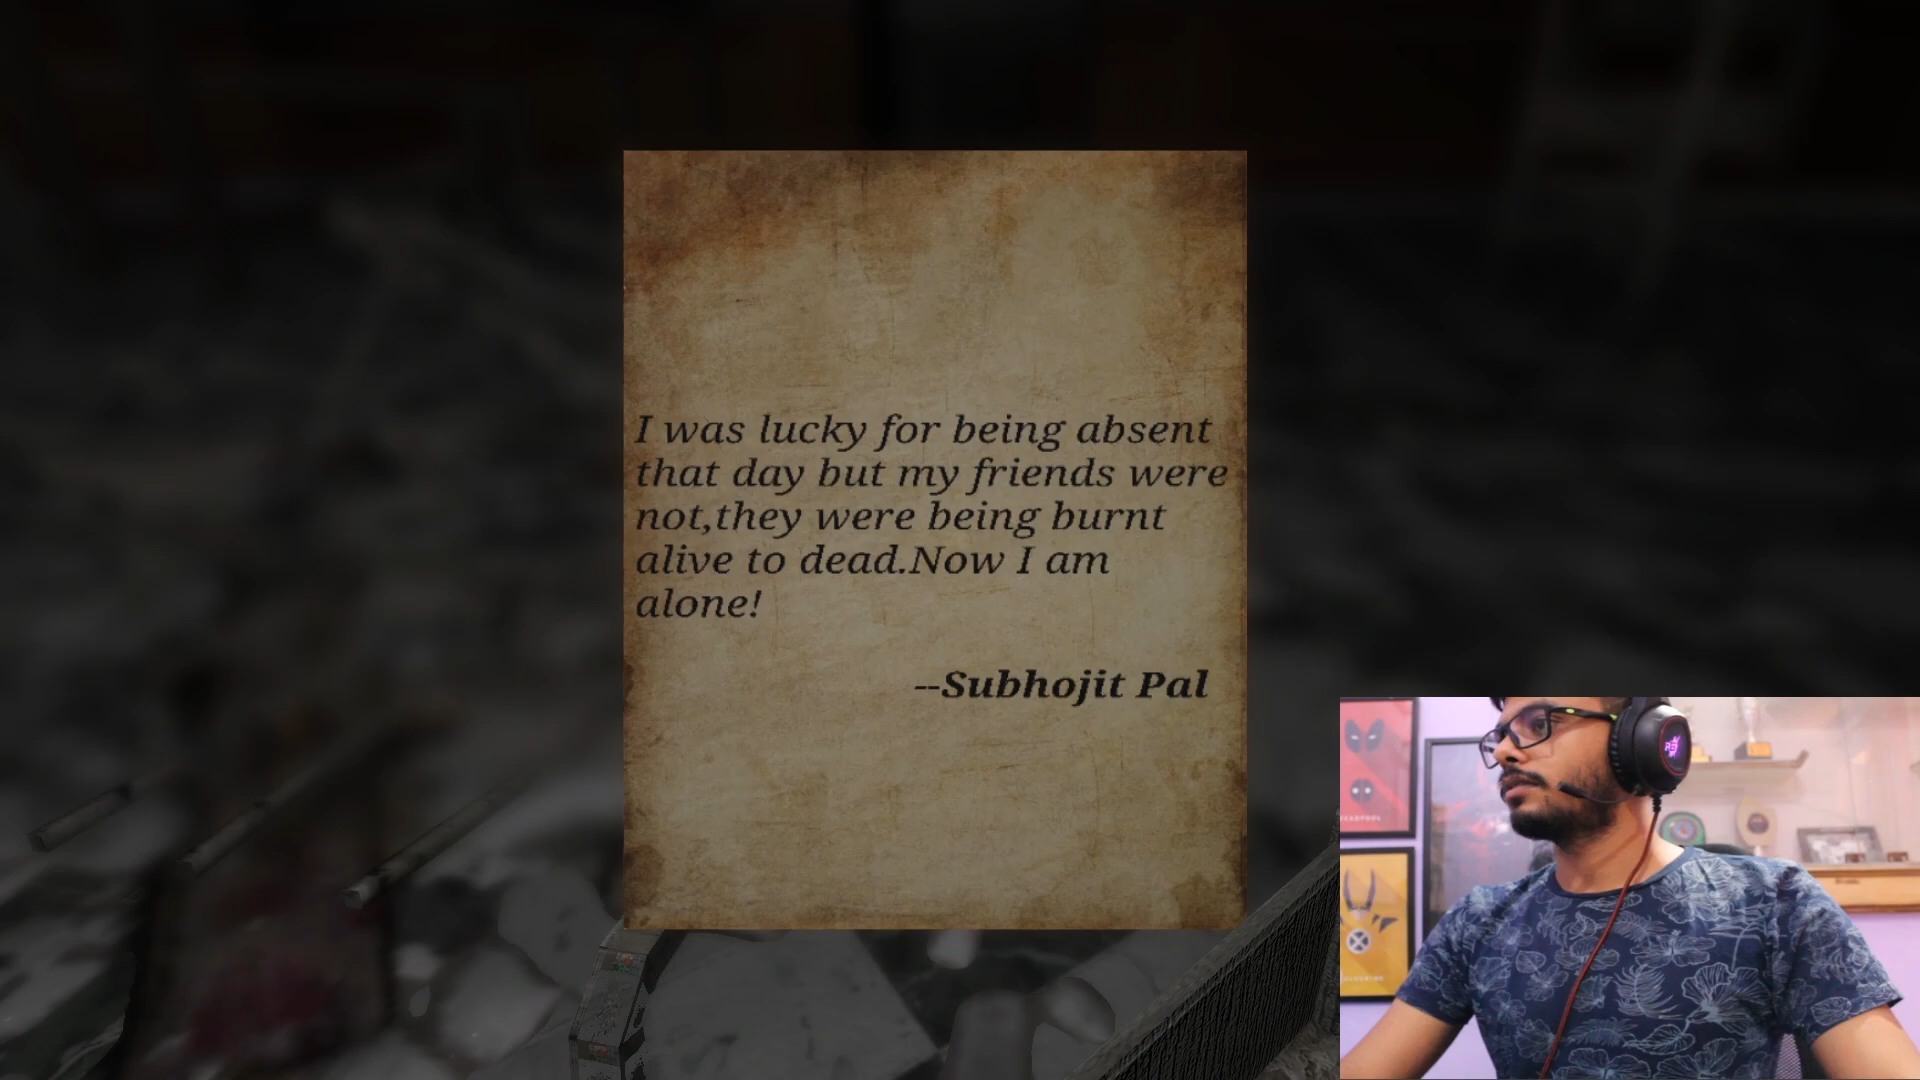 I was lucky for being absent
that day but my friends were
not,they were being burnt
alive to dead.Now I am
alone!
--Subhojit Pal
DEADPOOL